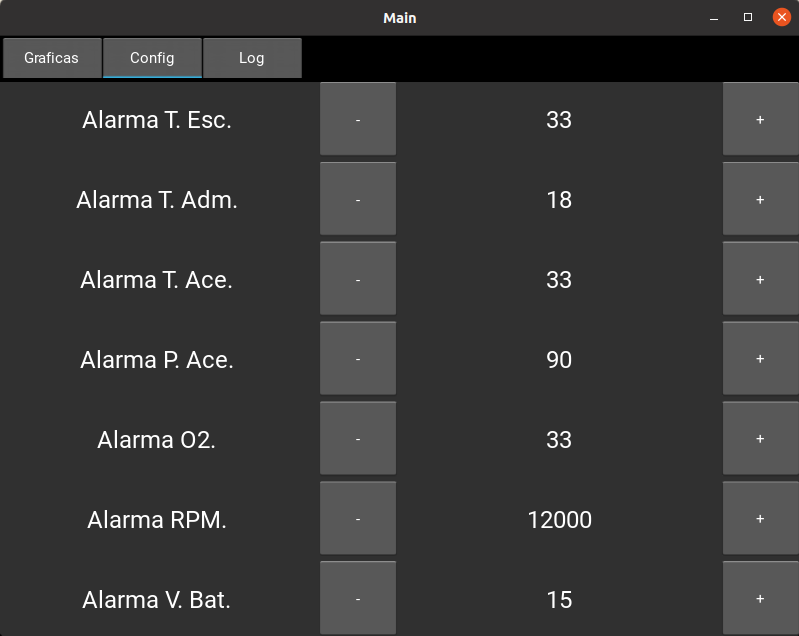 Main
Graficas Config Log
Alarma T. Esc. - 33 +
Alarma T. Adm. - 18 +
Alarma T. Ace. - 33 +
Alarma P. Ace. - 90 +
Alarma O2. - 33 +
Alarma RPM. - 12000 +
Alarma V. Bat. - 15 +